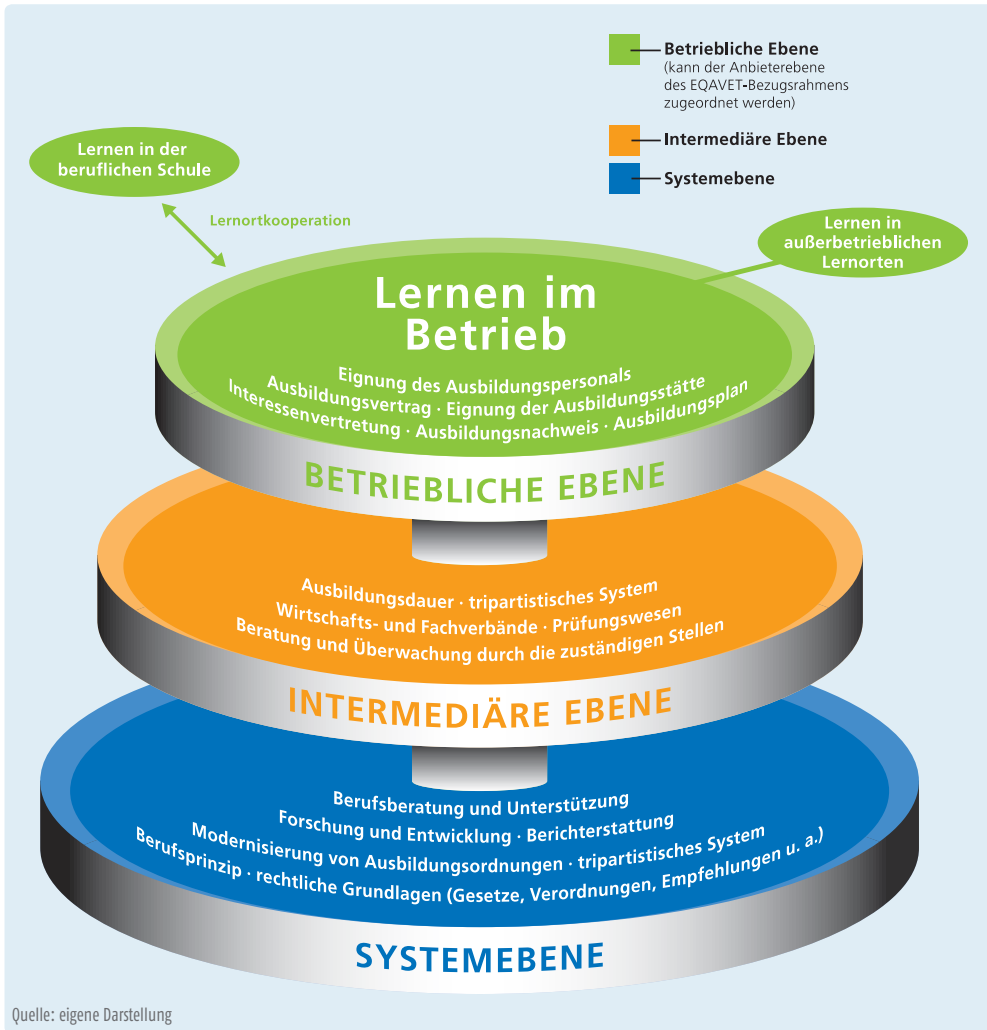 Betriebliche Ebene
(kann der Anbieterebene
des EQAVET-Bezugsrahmens
zugeordnet werden)
Intermediäre Ebene
Systemebene
Lernen in der
beruflichen Schule
Lernortkooperation
Lernen in
außerbetrieblichen
Lernorten
Lernen im
Betrieb
Eignung des Ausbildungspersonals
Ausbildungsvertrag · Eignung der Ausbildungsstätte
Interessenvertretung · Ausbildungsnachweis · Ausbildungsplan
BETRIEBLICHE EBENE
Ausbildungsdauer · tripartistisches System
Wirtschafts- und Fachverbände · Prüfungswesen
Beratung und Überwachung durch die zuständigen Stellen
INTERMEDIÄRE EBENE
Berufsberatung und Unterstützung
Forschung und Entwicklung · Berichterstattung
Modernisierung von Ausbildungsordnungen · tripartistisches System
Berufsprinzip · rechtliche Grundlagen (Gesetze, Verordnungen, Empfehlungen u. a.)
SYSTEMEBENE
Quelle: eigene Darstellung